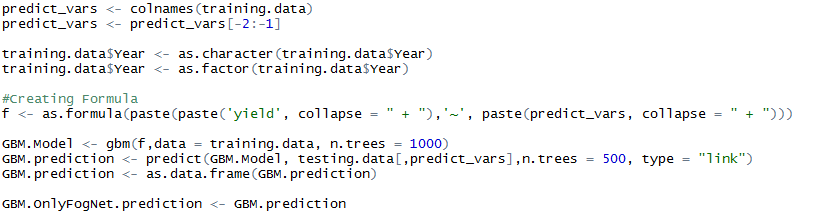 predict_vars <- colnames(training.data)
predict_vars <- predict_vars[-2:-1]
training.data$Year <- as.character(training.data$Year)
training.data$Year <- as.factor(training.data$Year)
#Creating Formula
f <- as.formula(paste(paste('yield', collapse = " + "),'~', paste(predict_vars, collapse = " + ")))
GBM.Model <- gbm(f,data = training.data, n.trees = 1000)
GBM.prediction <- predict(GBM.Model, testing.data[,predict_vars],n.trees = 500, type = "link")
GBM.prediction <- as.data.frame(GBM.prediction)
GBM.OnlyFogNet.prediction <- GBM.prediction